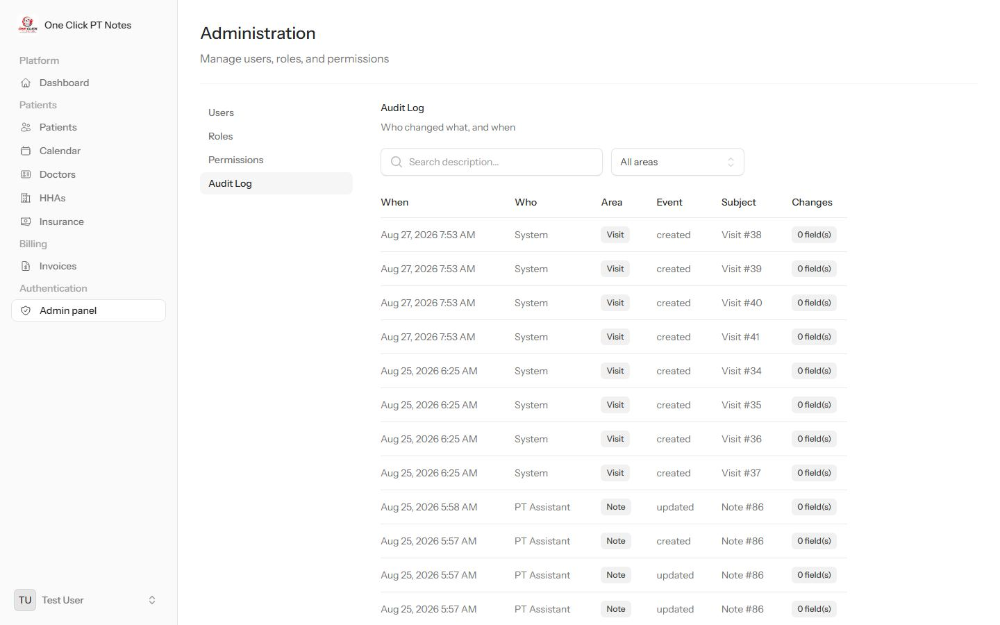 One Click PT Notes
Platform
Dashboard
Patients
Patients
Calendar
Doctors
HHAs
Insurance
Billing
Invoices
Authentication
Admin panel
TU Test User
Administration
Manage users, roles, and permissions
Users
Roles
Permissions
Audit Log
Audit Log
Who changed what, and when
Search description... All areas
When Who Area Event Subject Changes
Aug 27, 2026 7:53 AM System Visit created Visit #38 0 field(s)
Aug 27, 2026 7:53 AM System Visit created Visit #39 0 field(s)
Aug 27, 2026 7:53 AM System Visit created Visit #40 0 field(s)
Aug 27, 2026 7:53 AM System Visit created Visit #41 0 field(s)
Aug 25, 2026 6:25 AM System Visit created Visit #34 0 field(s)
Aug 25, 2026 6:25 AM System Visit created Visit #35 0 field(s)
Aug 25, 2026 6:25 AM System Visit created Visit #36 0 field(s)
Aug 25, 2026 6:25 AM System Visit created Visit #37 0 field(s)
Aug 25, 2026 5:58 AM PT Assistant Note updated Note #86 0 field(s)
Aug 25, 2026 5:57 AM PT Assistant Note created Note #86 0 field(s)
Aug 25, 2026 5:57 AM PT Assistant Note updated Note #86 0 field(s)
Aug 25, 2026 5:57 AM PT Assistant Note updated Note #86 0 field(s)